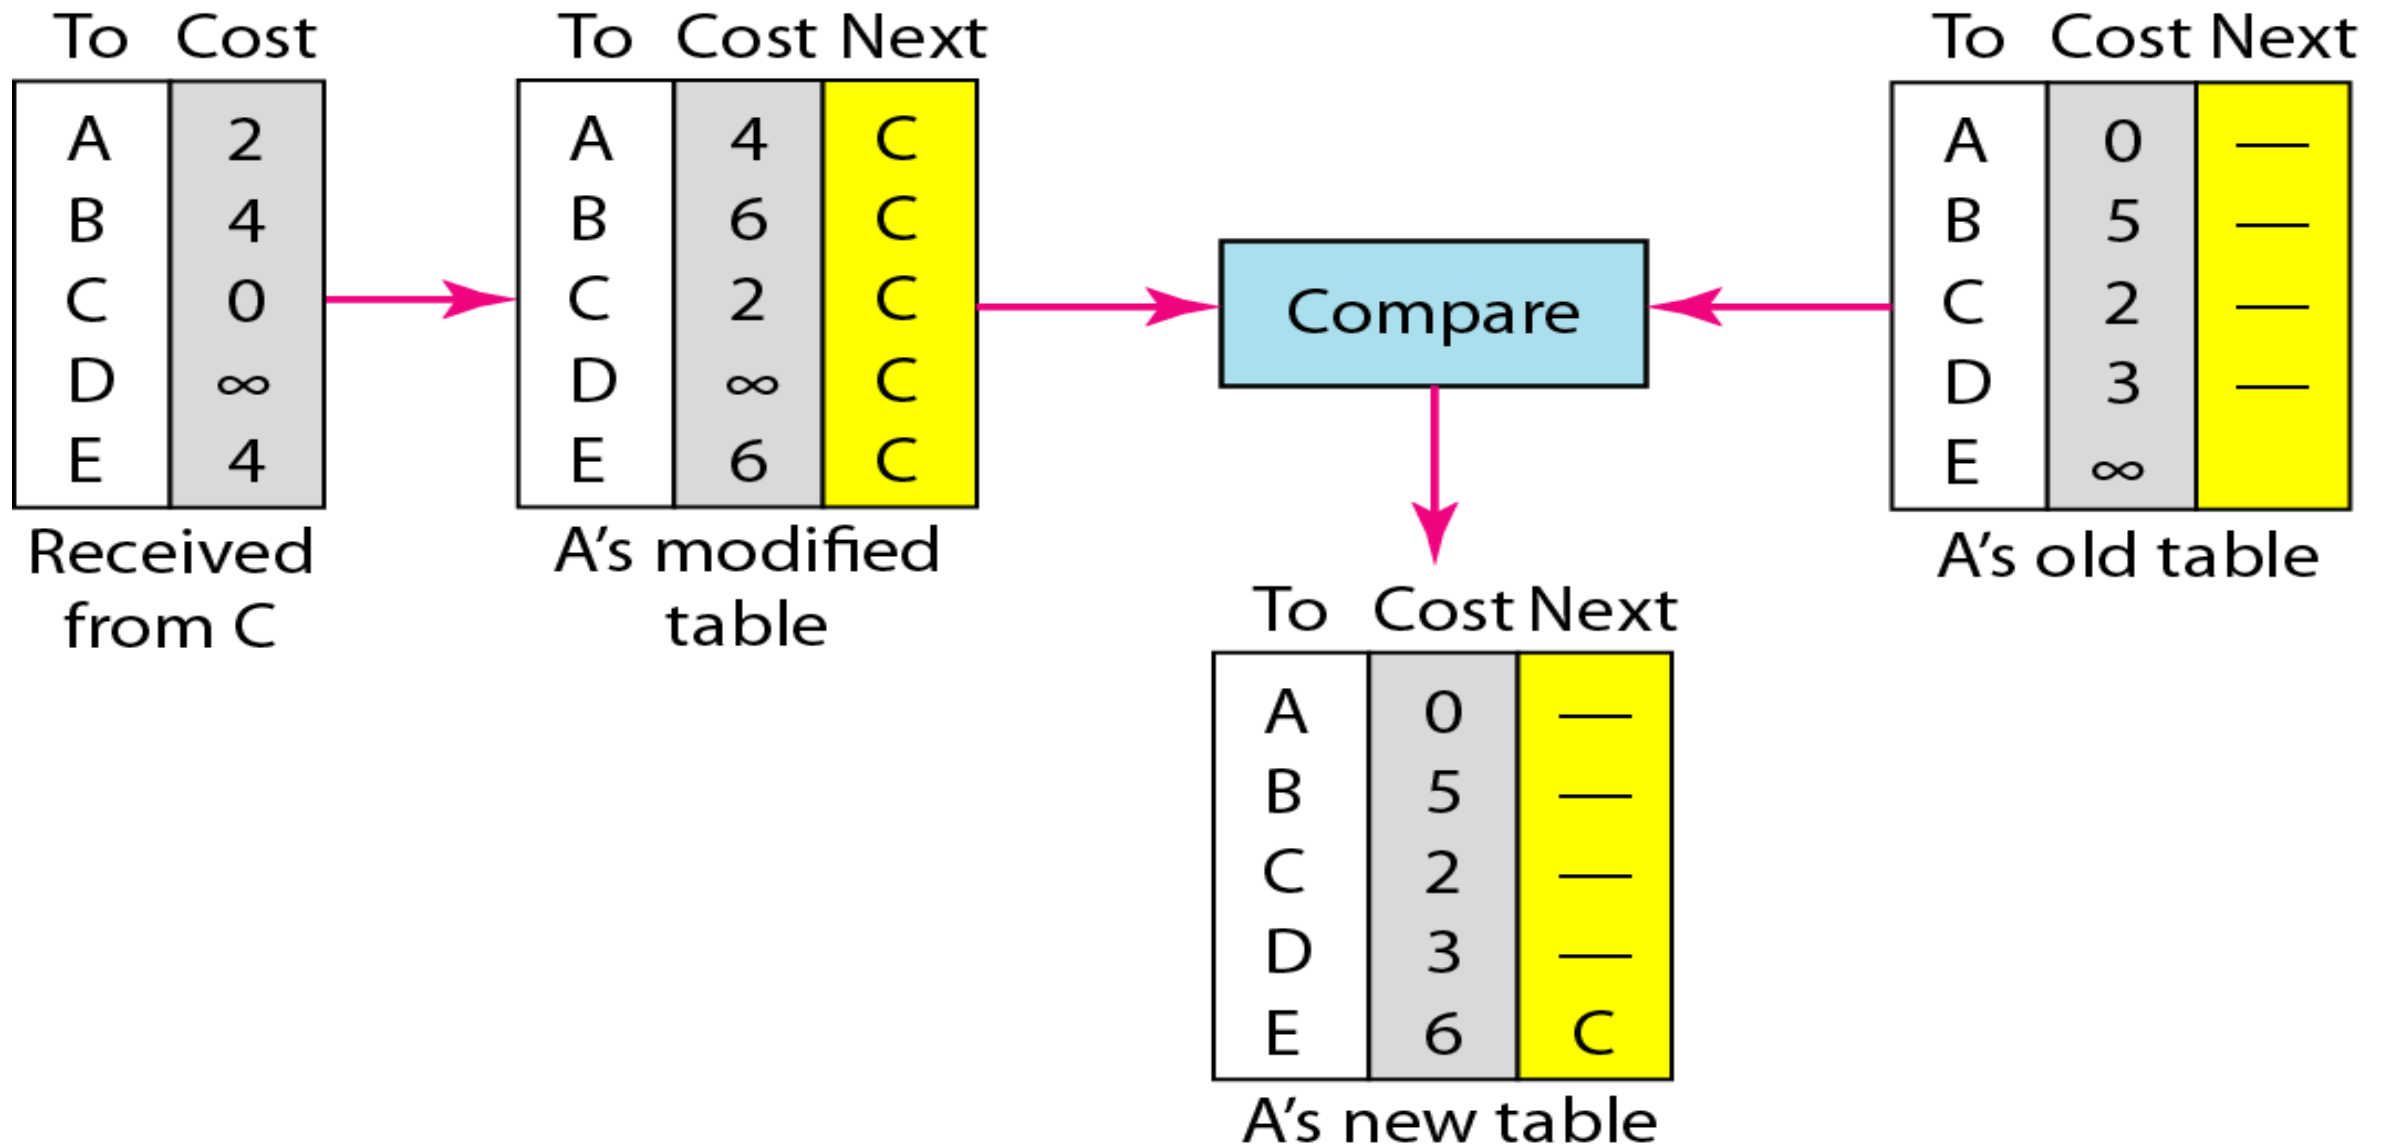 To Cost
A 2
B 4
C 0
D ∞
E 4
Received
from C
To Cost Next
A 4 C
B 6 C
C 2 C
D ∞ C
E 6 C
A's modified
table
Compare
To Cost Next
A 0 —
B 5 —
C 2 —
D 3 —
E ∞
A's old table
To Cost Next
A 0 —
B 5 —
C 2 —
D 3 —
E 6 C
A's new table